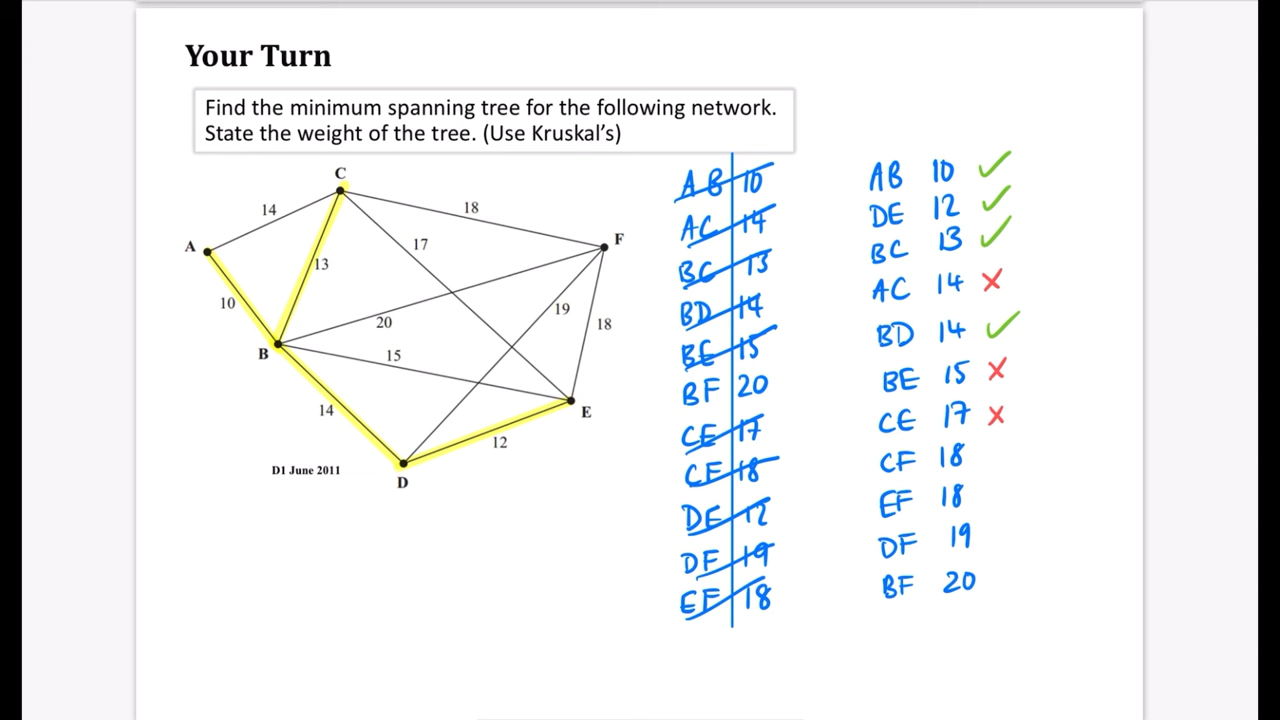 Your Turn
Find the minimum spanning tree for the following network.
State the weight of the tree. (Use Kruskal's)
C
14
18
A
17
F
13
10
19
20
18
B
15
14
E
12
D1 June 2011
D
AB 10
AC 14
BC 13
BD 14
BE 15
BF 20
CE 17
CF 18
DE 12
DF 19
EF 18
AB 10
DE 12
BC 13
AC 14
BD 14
BE 15
CE 17
CF 18
EF 18
DF 19
BF 20